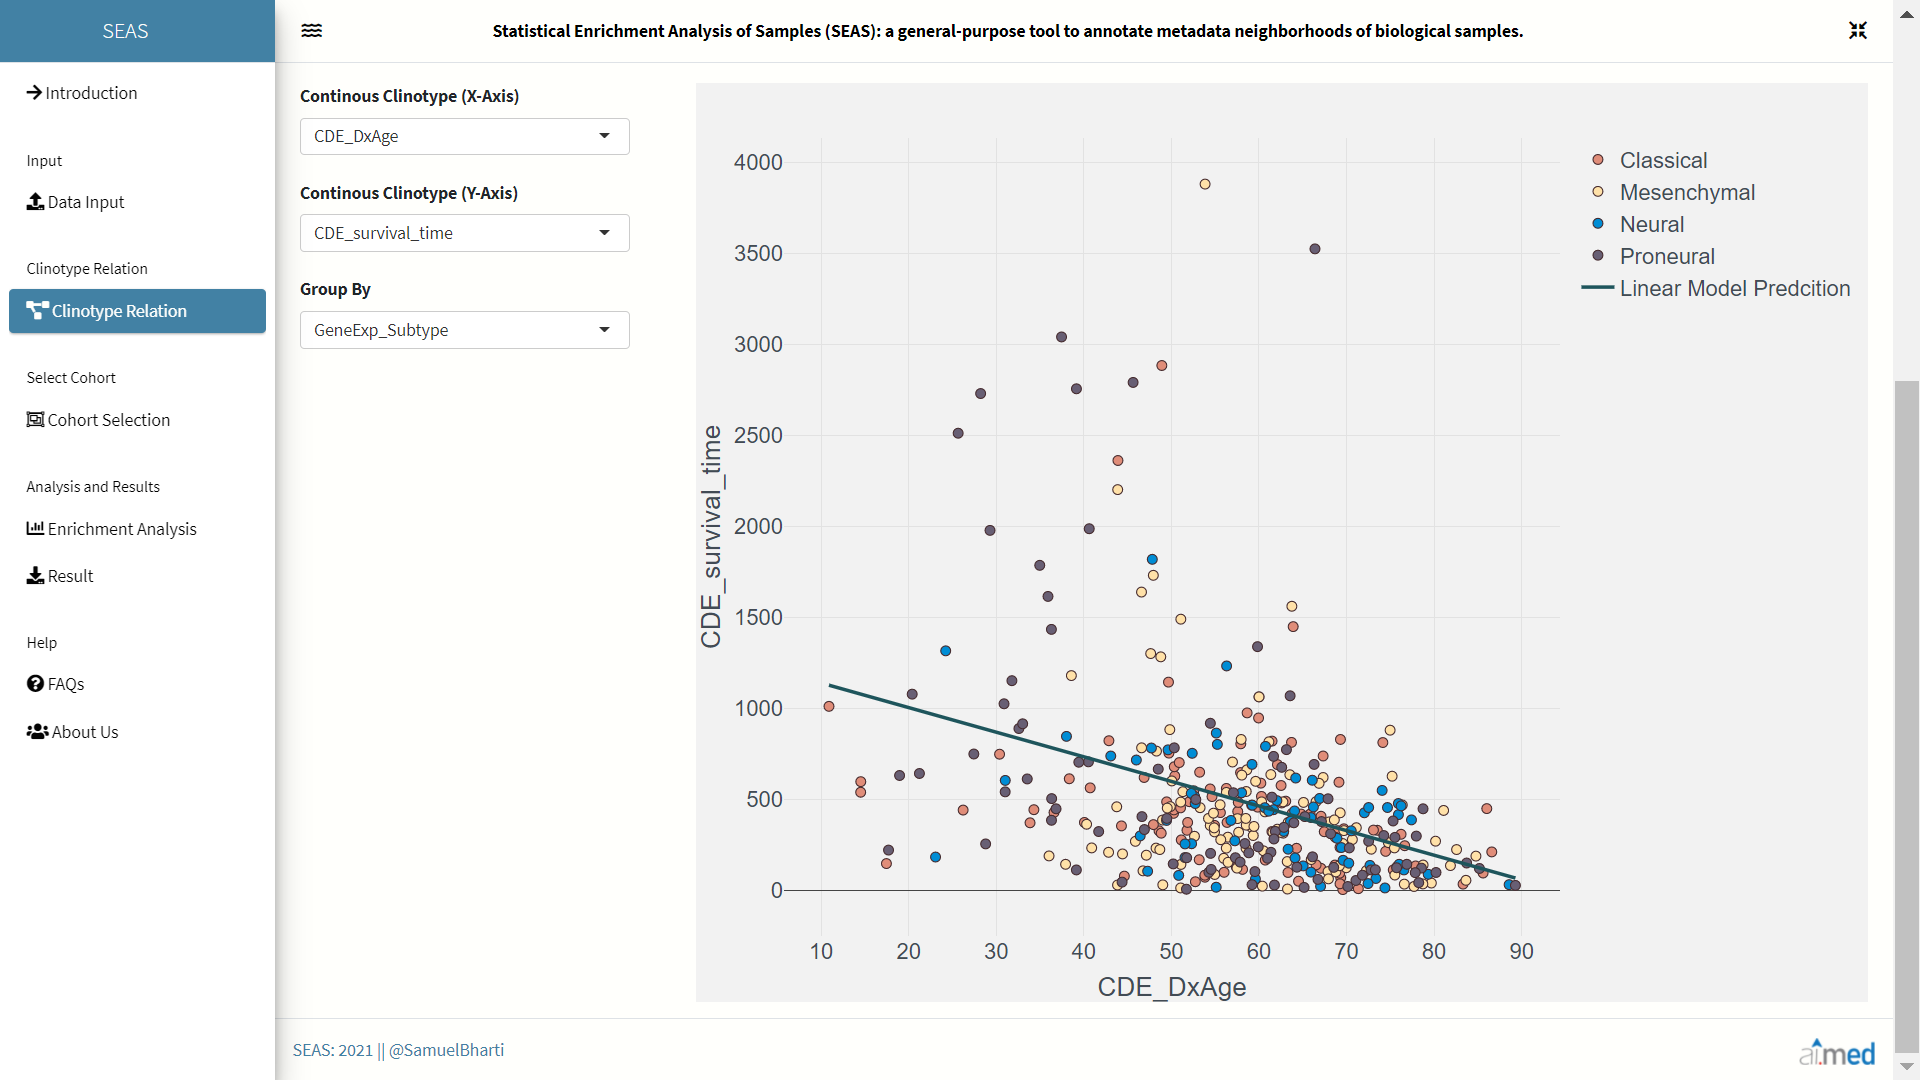 SEAS
Statistical Enrichment Analysis of Samples (SEAS): a general-purpose tool to annotate metadata neighborhoods of biological samples.
Introduction
Input
Data Input
Clinotype Relation
Clinotype Relation
Select Cohort
Cohort Selection
Analysis and Results
Enrichment Analysis
Result
Help
FAQs
About Us
Continous Clinotype (X-Axis)
CDE_DxAge
Continous Clinotype (Y-Axis)
CDE_survival_time
Group By
GeneExp_Subtype
4000
3500
3000
2500
2000
1500
1000
500
0
CDE_survival_time
10 20 30 40 50 60 70 80 90
CDE_DxAge
Classical
Mesenchymal
Neural
Proneural
Linear Model Predcition
SEAS: 2021 || @SamuelBharti
ai.med